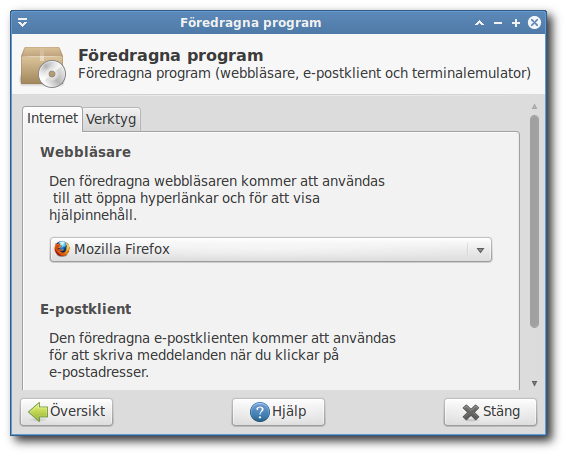 Föredragna program
Föredragna program
Föredragna program (webbläsare, e-postklient och terminalemulator)
Internet
Verktyg
Webbläsare
Den föredragna webbläsaren kommer att användas
till att öppna hyperlänkar och för att visa
hjälpinnehåll.
Mozilla Firefox
E-postklient
Den föredragna e-postklienten kommer att användas
för att skriva meddelanden när du klickar på
e-postadresser.
Översikt
Hjälp
Stäng